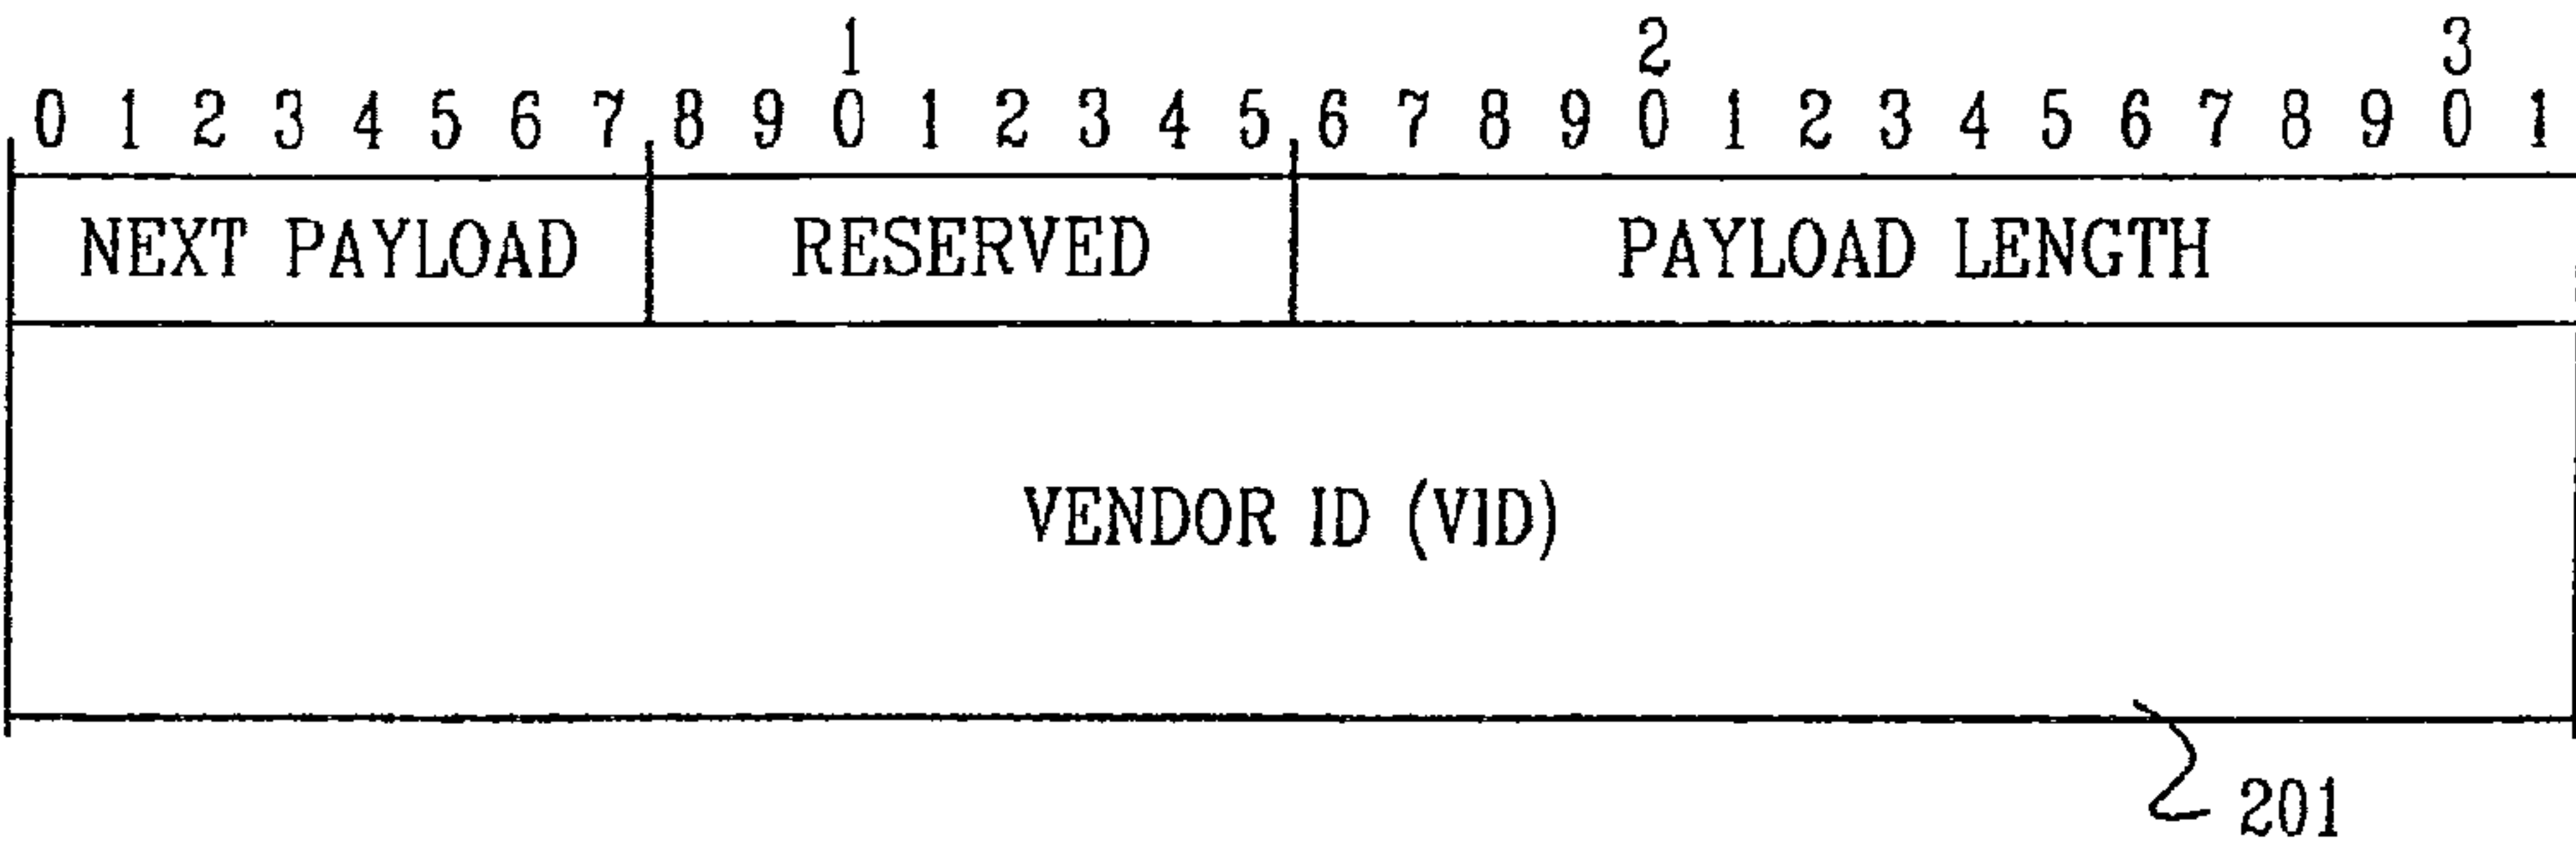 1 2 3
0 1 2 3 4 5 6 7 8 9 0 1 2 3 4 5 6 7 8 9 0 1 2 3 4 5 6 7 8 9 0 1
NEXT PAYLOAD RESERVED PAYLOAD LENGTH
VENDOR ID (VID)
201